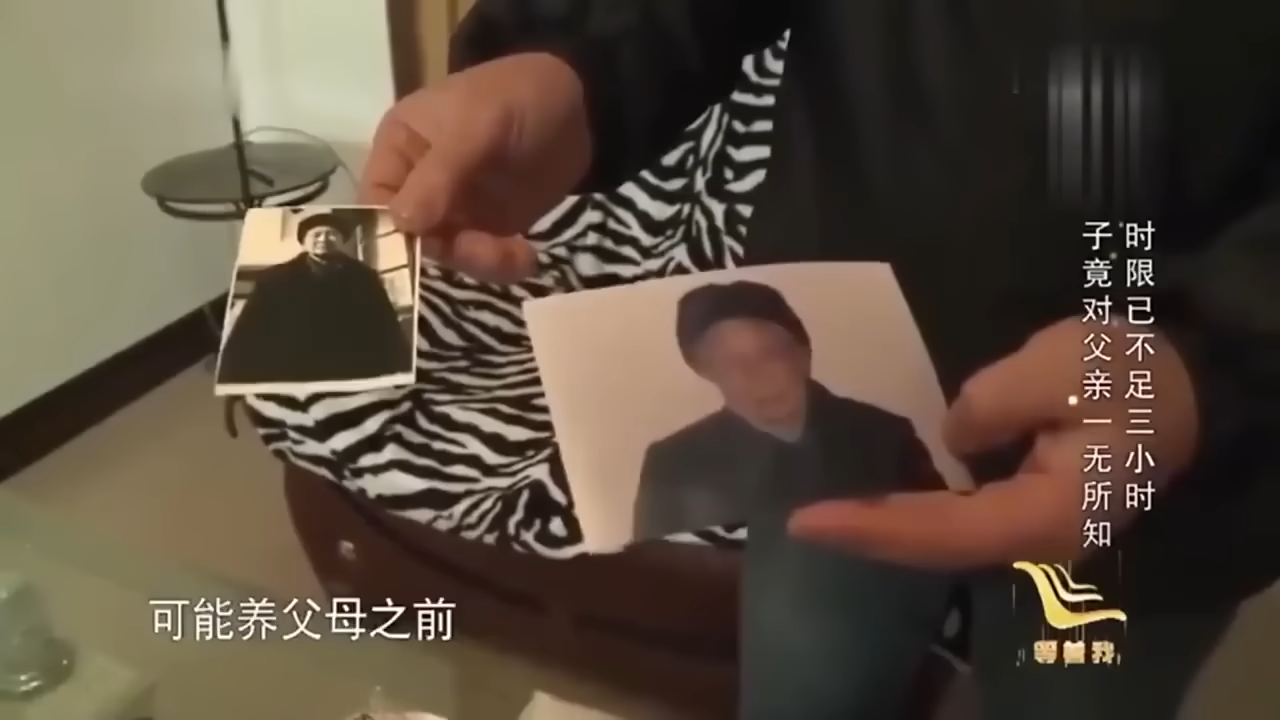 时限已不足三小时
子竟对父亲一无所知
可能养父母之前
等着我